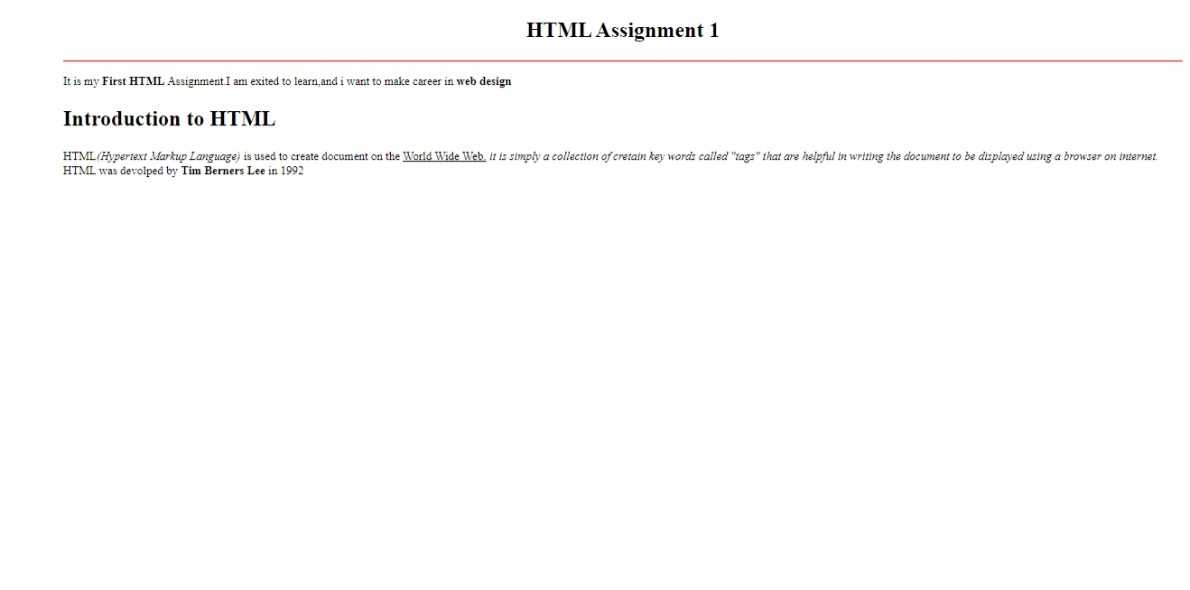 HTML Assignment 1
It is my First HTML Assignment.I am exited to learn,and i want to make career in web design
Introduction to HTML
HTML(Hypertext Markup Language) is used to create document on the World Wide Web. it is simply a collection of cretain key words called "tags" that are helpful in writing the document to be displayed using a browser on internet.
HTML was devolped by Tim Berners Lee in 1992